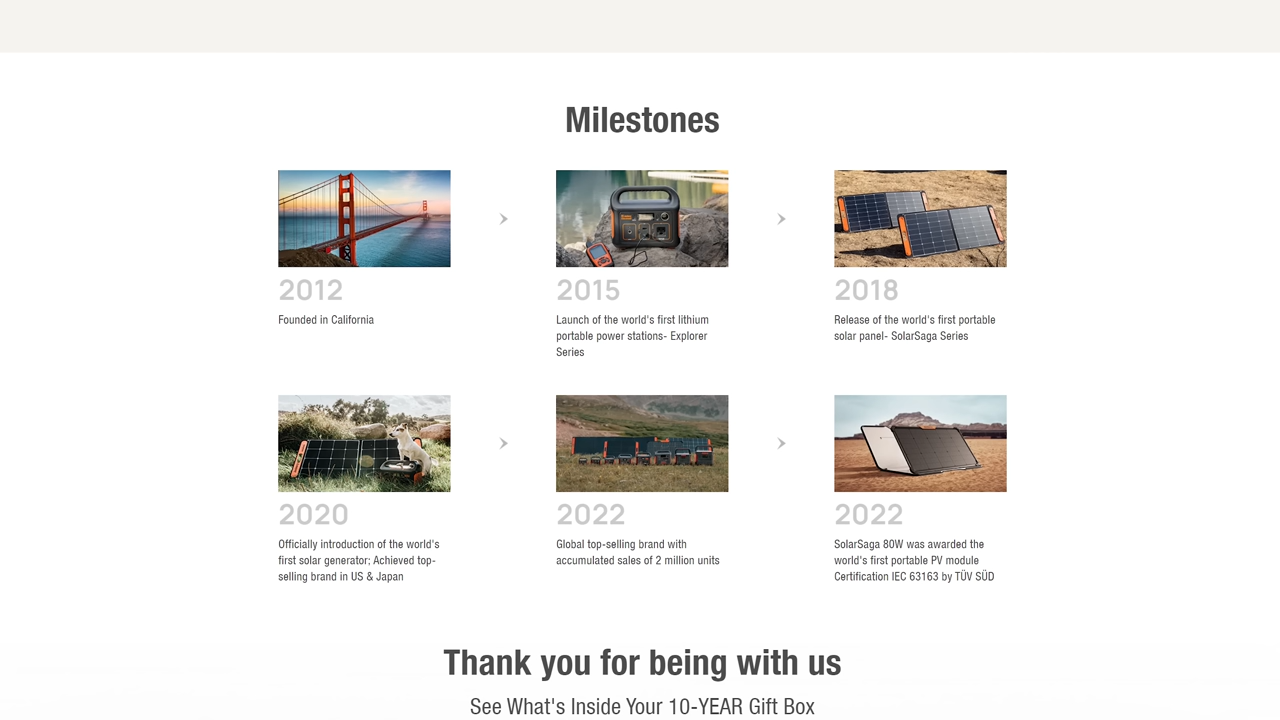 Milestones
2012
Founded in California
2015
Launch of the world's first lithium
portable power stations- Explorer
Series
2018
Release of the world's first portable
solar panel- SolarSaga Series
2020
Officially introduction of the world's
first solar generator; Achieved top-
selling brand in US & Japan
2022
Global top-selling brand with
accumulated sales of 2 million units
2022
SolarSaga 80W was awarded the
world's first portable PV module
Certification IEC 63163 by TÜV SÜD
Thank you for being with us
See What's Inside Your 10-YEAR Gift Box